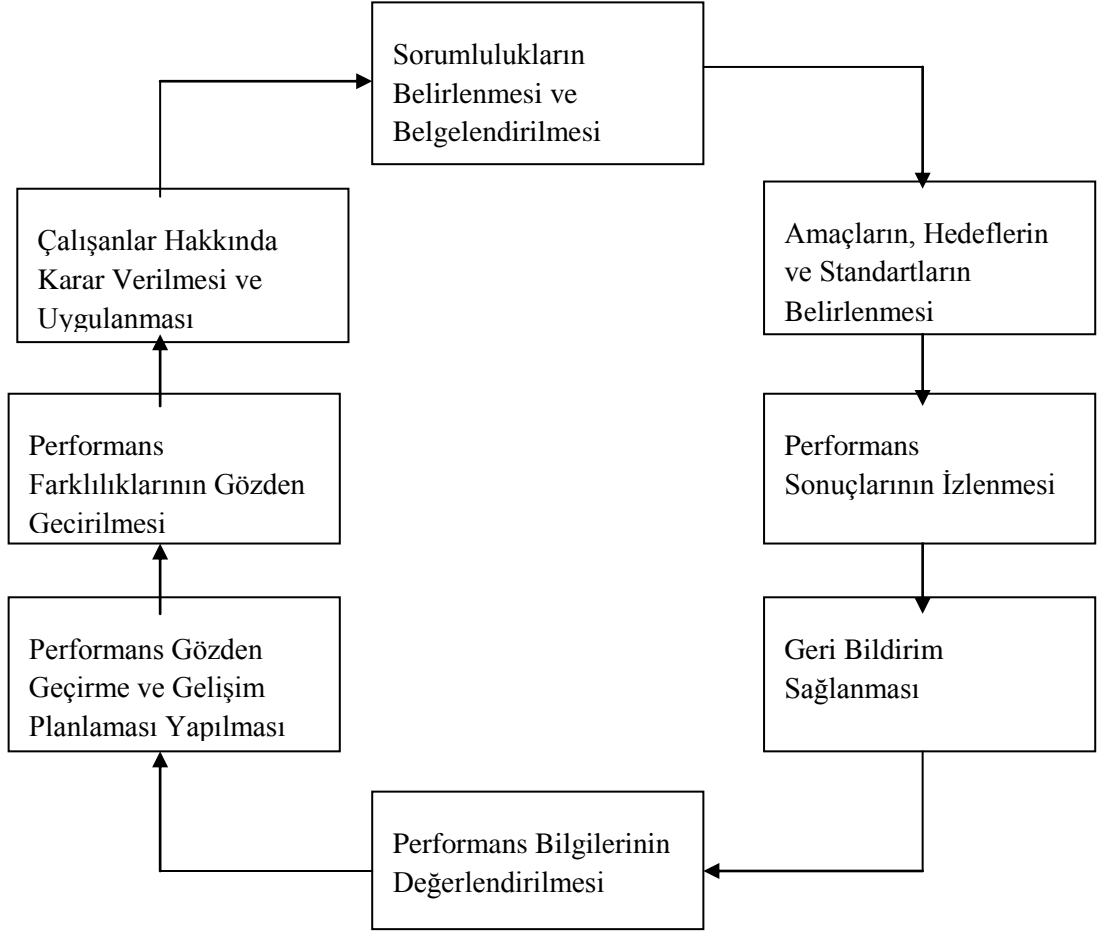 Sorumlulukların
Belirlenmesi ve
Belgelendirilmesi
Amaçların, Hedeflerin
ve Standartların
Belirlenmesi
Performans
Sonuçlarının İzlenmesi
Geri Bildirim
Sağlanması
Performans Bilgilerinin
Değerlendirilmesi
Performans Gözden
Geçirme ve Gelişim
Planlaması Yapılması
Performans
Farklılıklarının Gözden
Gecirilmesi
Çalışanlar Hakkında
Karar Verilmesi ve
Uygulanması